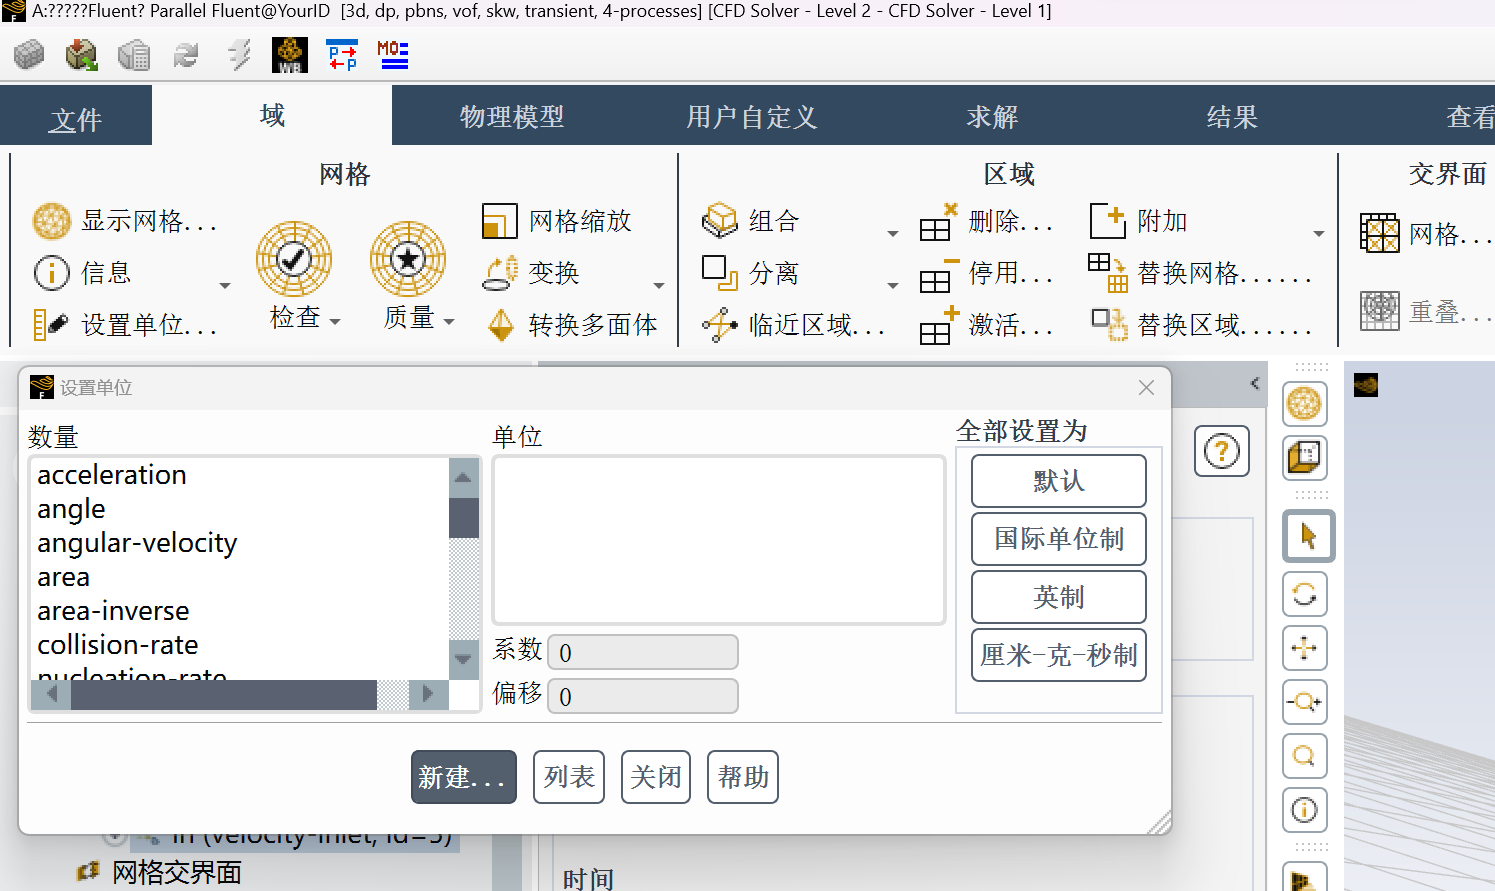 A:?????Fluent? Parallel Fluent@YourID [3d, dp, pbns, vof, skw, transient, 4-processes] [CFD Solver - Level 2 - CFD Solver - Level 1]
文件 域 物理模型 用户自定义 求解 结果 查看
网格 区域 交界面
显示网格... 网格缩放 组合 删除... 附加 网格...
信息 变换 分离 停用... 替换网格......
检查 质量
设置单位... 转换多面体 临近区域... 激活... 替换区域...... 重叠...
设置单位
数量 单位 全部设置为
acceleration
angle
angular-velocity
area
area-inverse
collision-rate
nucleation-rate
默认
国际单位制
英制
厘米-克-秒制
系数 0
偏移 0
新建... 列表 关闭 帮助
in (velocity-inlet, id=5)
网格交界面
时间